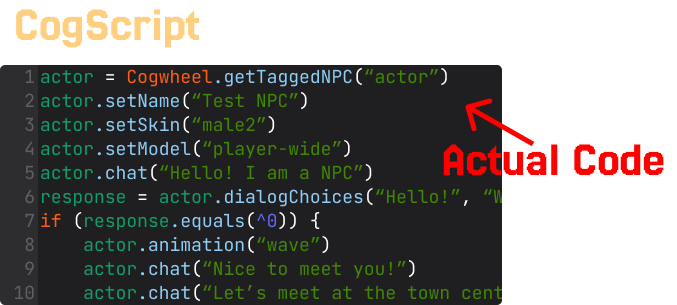 CogScript
1 actor = Cogwheel.getTaggedNPC(“actor”)
2 actor.setName(“Test NPC”)
3 actor.setSkin(“male2”)
4 actor.setModel(“player-wide”)
5 actor.chat(“Hello! I am a NPC”)
6 response = actor.dialogChoices(“Hello!”, “W
7 if (response.equals(^0)) {
8 actor.animation(“wave”)
9 actor.chat(“Nice to meet you!”)
10 actor.chat(“Let’s meet at the town cent
Actual Code